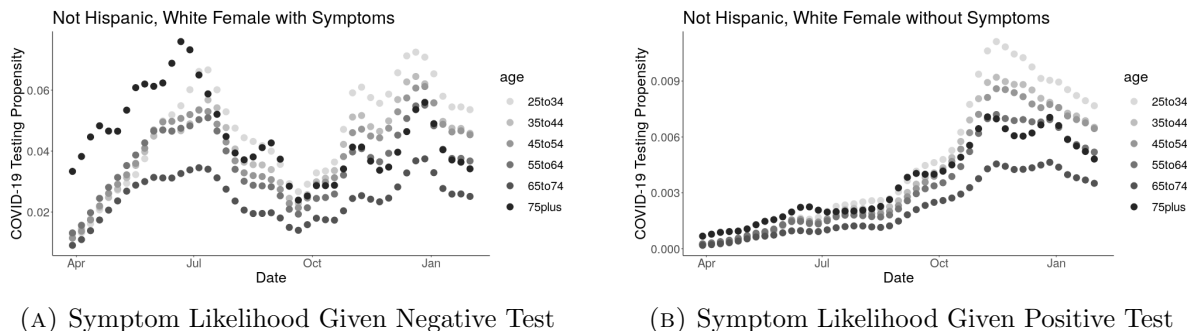 Not Hispanic, White Female with Symptoms
COVID-19 Testing Propensity
0.06
0.04
0.02
Apr
Jul
Oct
Jan
Date
age
25to34
35to44
45to54
55to64
65to74
75plus
(A) Symptom Likelihood Given Negative Test
Not Hispanic, White Female without Symptoms
COVID-19 Testing Propensity
0.009
0.006
0.003
0.000
Apr
Jul
Oct
Jan
Date
age
25to34
35to44
45to54
55to64
65to74
75plus
(B) Symptom Likelihood Given Positive Test